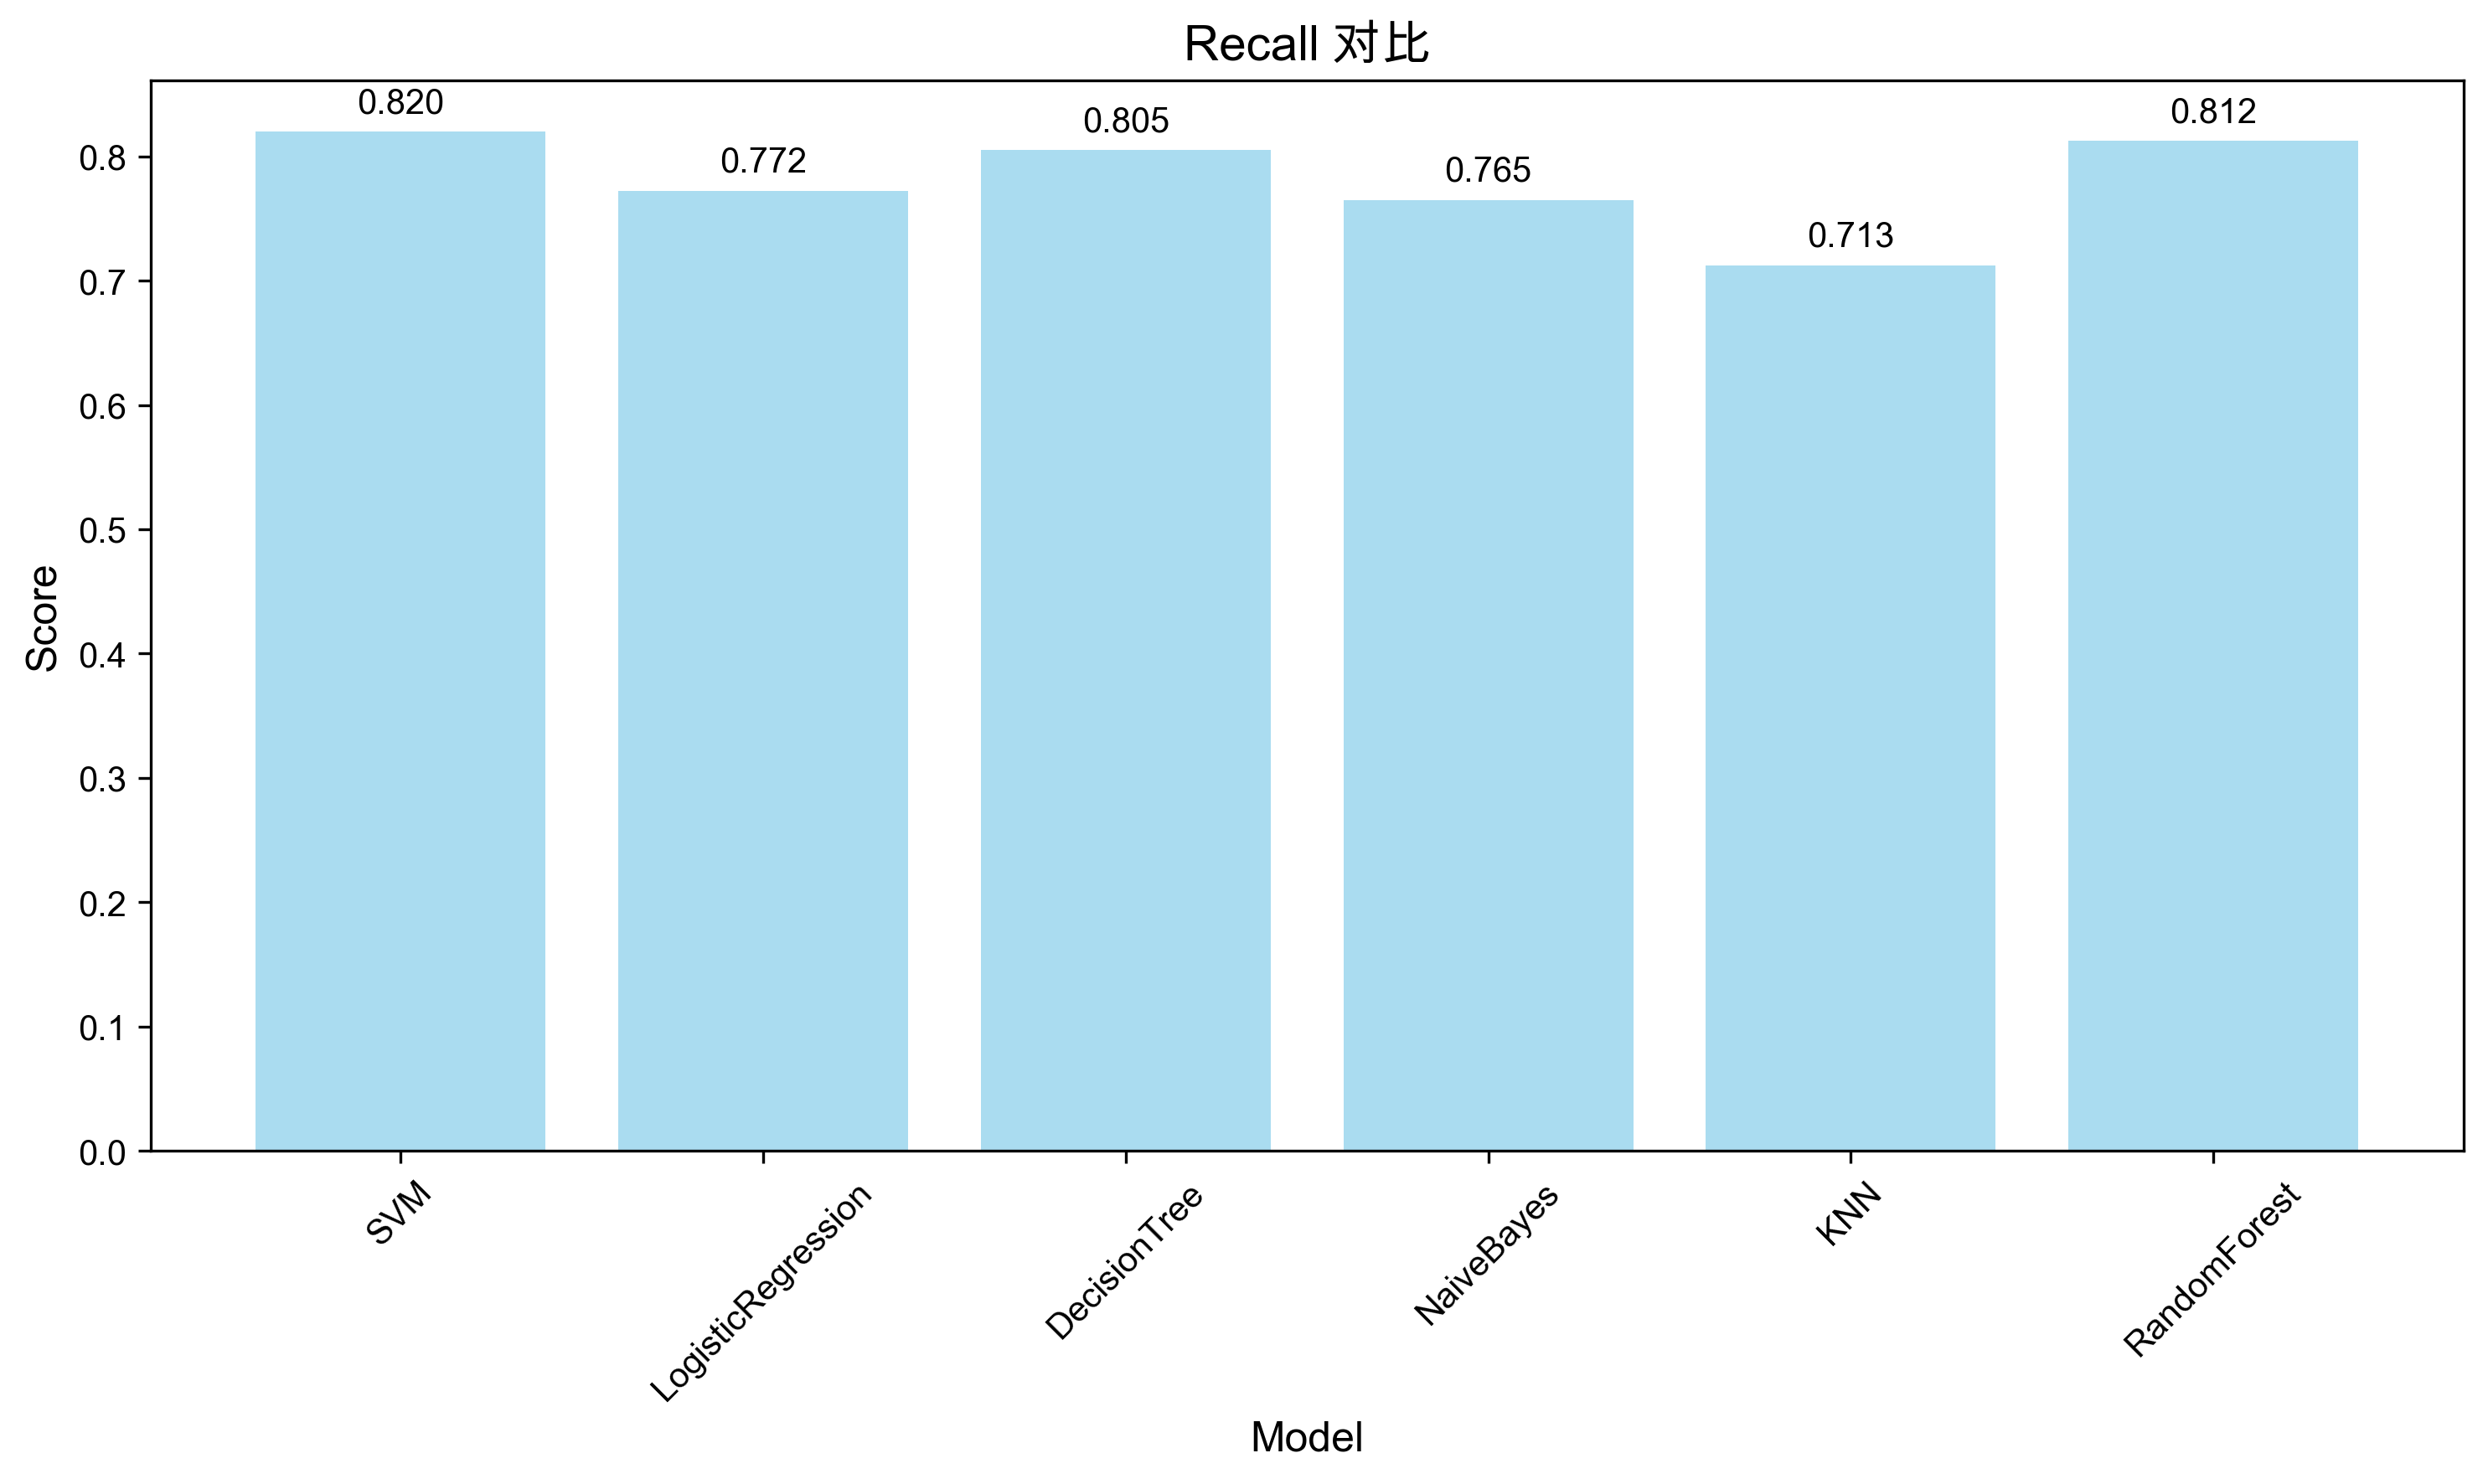 Recall 对比
0.820
0.772
0.805
0.765
0.713
0.812
Score
0.8
0.7
0.6
0.5
0.4
0.3
0.2
0.1
0.0
SVM
LogisticRegression
DecisionTree
NaiveBayes
KNN
RandomForest
Model